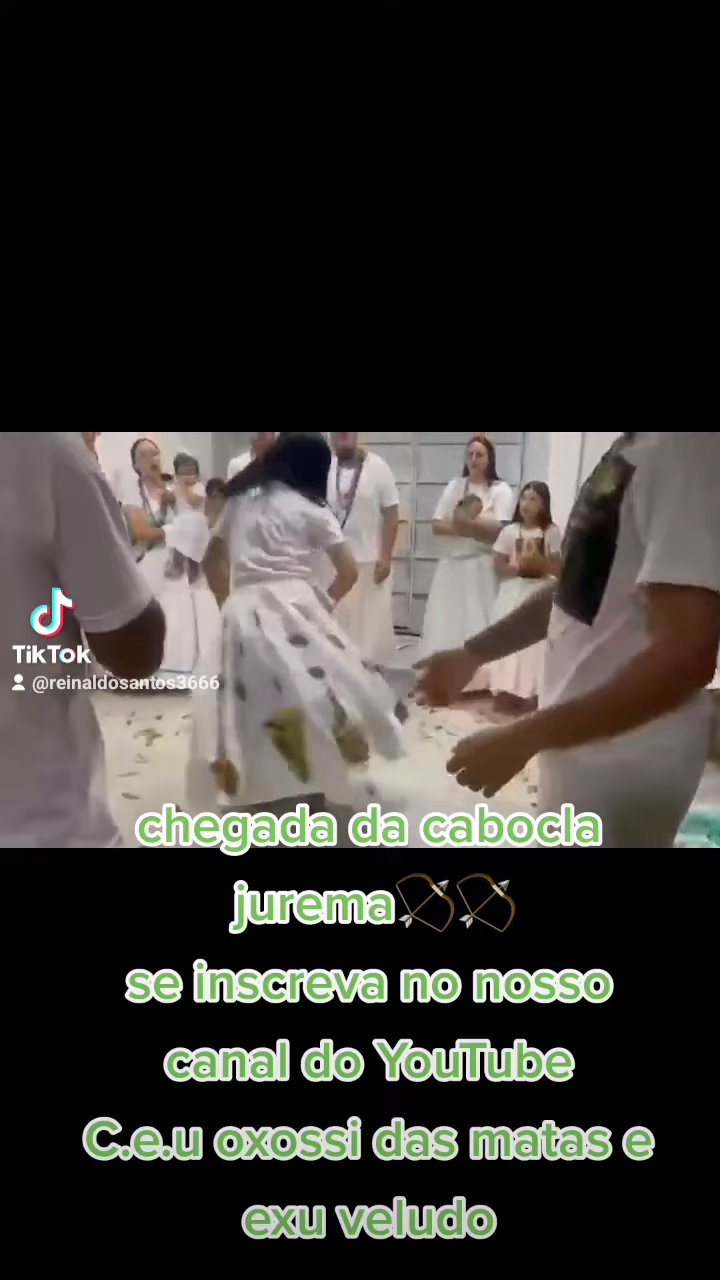 TikTok
@reinaldosantos3666
chegada da cabocla
jurema🏹🏹
se inscreva no nosso
canal do YouTube
C.e.u oxossi das matas e
exu veludo